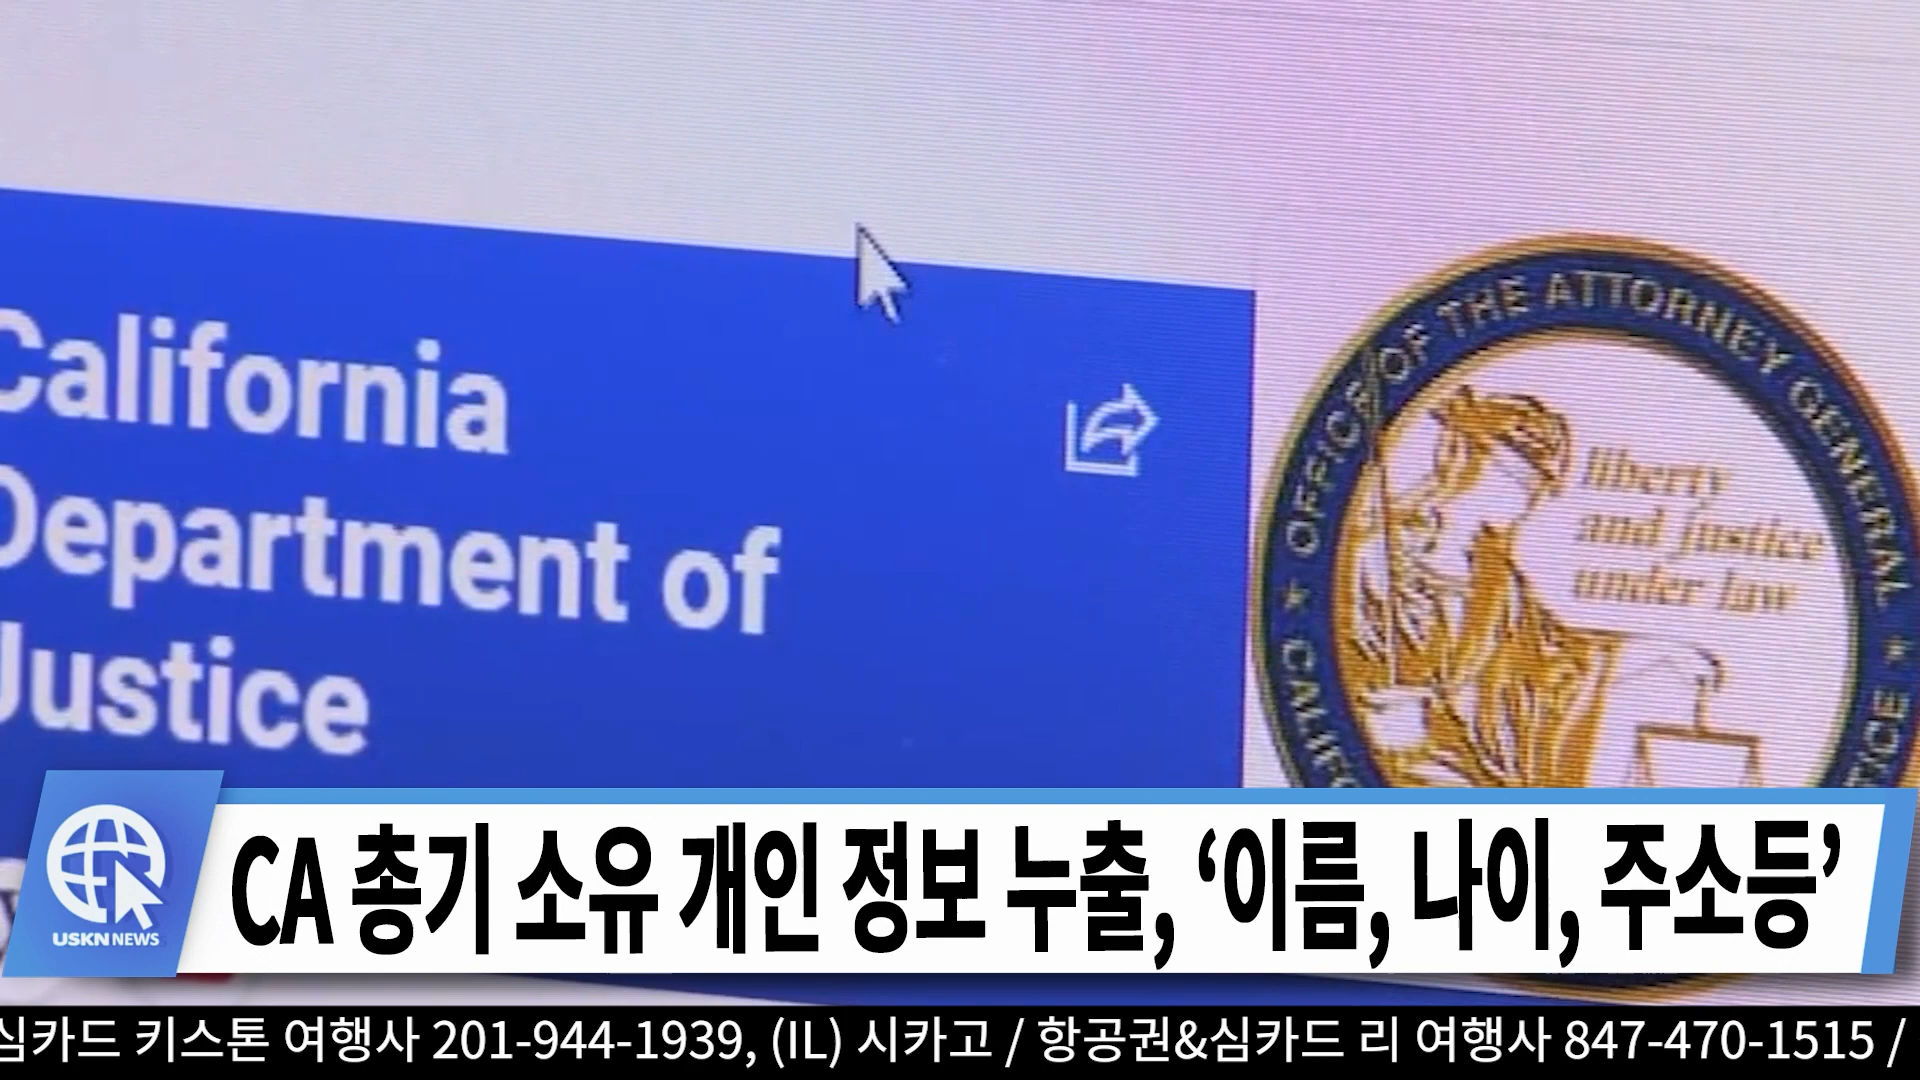 California
Department of
Justice
OFFICE OF THE ATTORNEY GENERAL
liberty
and justice
under law
USKN NEWS
CA 총기 소유 개인 정보 누출, ‘이름, 나이, 주소등’
심카드 키스톤 여행사 201-944-1939, (IL) 시카고 / 항공권&심카드 리 여행사 847-470-1515 /